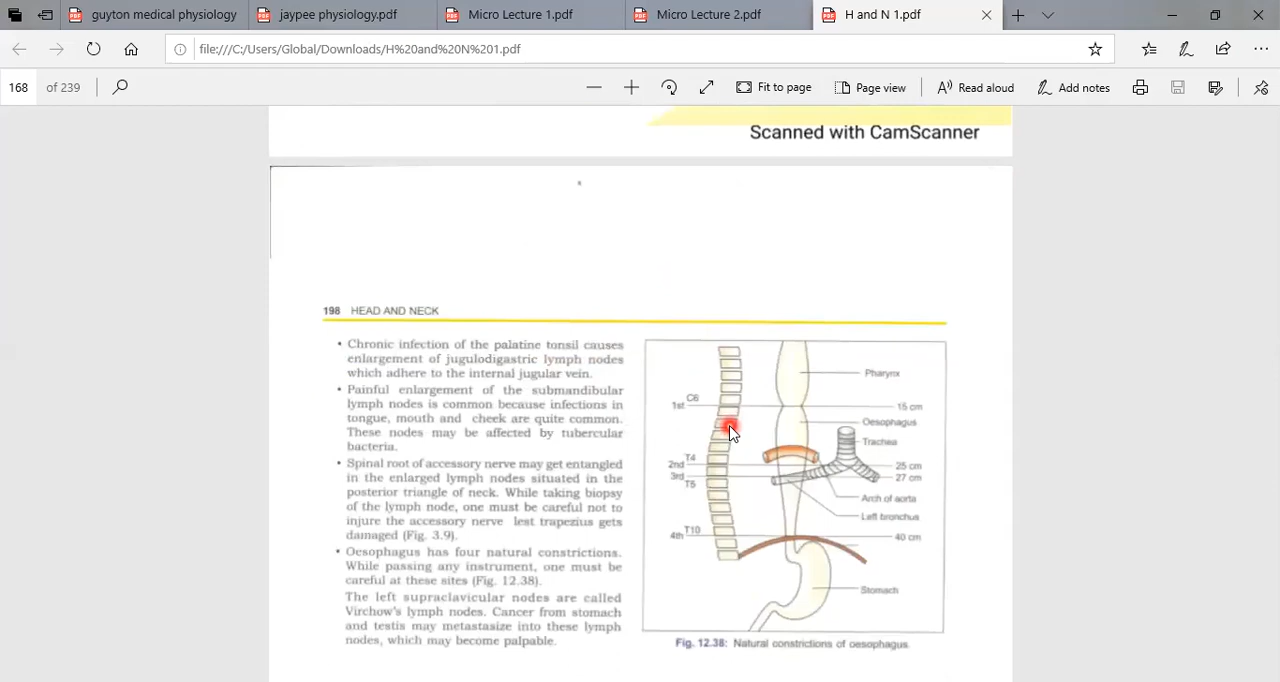 guyton medical physiology
jaypee physiology.pdf
Micro Lecture 1.pdf
Micro Lecture 2.pdf
H and N 1.pdf
file:///C:/Users/Global/Downloads/H%20and%20N%201.pdf
168 of 239
Fit to page
Page view
Read aloud
Add notes
Scanned with CamScanner
198 HEAD AND NECK
• Chronic infection of the palatine tonsil causes
enlargement of jugulodigastric lymph nodes
which adhere to the internal jugular vein.
• Painful enlargement of the submandibular
lymph nodes is common because infections in
tongue, mouth and cheek are quite common.
These nodes may be affected by tubercular
bacteria.
• Spinal root of accessory nerve may get entangled
in the enlarged lymph nodes situated in the
posterior triangle of neck. While taking biopsy
of the lymph node, one must be careful not to
injure the accessory nerve lest trapezius gets
damaged (Fig. 3.9).
• Oesophagus has four natural constrictions.
While passing any instrument, one must be
careful at these sites (Fig. 12.38).
The left supraclavicular nodes are called
Virchow's lymph nodes. Cancer from stomach
and testis may metastasize into these lymph
nodes, which may become palpable.
Pharynx
C6
1st
15 cm
Oesophagus
Trachea
T4
2nd
25 cm
3rd
T5
27 cm
Arch of aorta
Left bronchus
T10
4th
40 cm
Stomach
Fig. 12.38: Natural constrictions of oesophagus